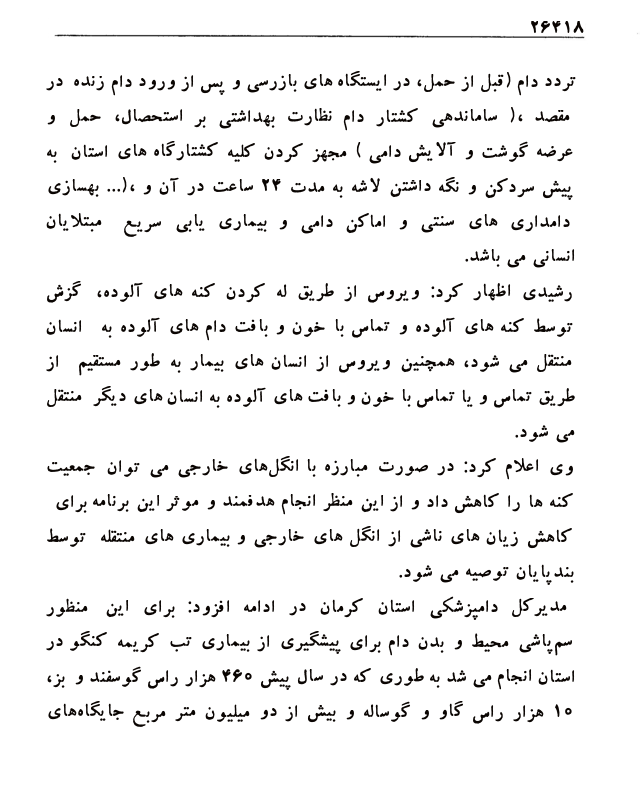 ۲۶۴۱۸
تردد دام (قبل از حمل، در ایستگاه های بازرسی و پس از ورود دام زنده در
مقصد ،( ساماندهی کشتار دام نظارت بهداشتی بر استحصال، حمل و
عرضه گوشت و آلایش دامی ) مجهز کردن کلیه کشتارگاه های استان به
پیش سردکن و نگه داشتن لاشه به مدت ۲۴ ساعت در آن و ،(... بهسازی
دامداری های سنتی و اماکن دامی و بیماری یابی سریع مبتلایان
انسانی می باشد.
رشیدی اظهار کرد: ویروس از طریق له کردن کنه های آلوده، گزش
توسط کنه های آلوده و تماس با خون و بافت دام های آلوده به انسان
منتقل می شود، همچنین ویروس از انسان های بیمار به طور مستقیم از
طریق تماس و یا تماس با خون و بافت های آلوده به انسان های دیگر منتقل
می شود.
وی اعلام کرد: در صورت مبارزه با انگل‌های خارجی می توان جمعیت
کنه ها را کاهش داد و از این منظر انجام هدفمند و موثر این برنامه برای
کاهش زیان های ناشی از انگل های خارجی و بیماری های منتقله توسط
بندپایان توصیه می شود.
مدیرکل دامپزشکی استان کرمان در ادامه افزود: برای این منظور
سم‌پاشی محیط و بدن دام برای پیشگیری از بیماری تب کریمه کنگو در
استان انجام می شد به طوری که در سال پیش ۴۶۰ هزار راس گوسفند و بز،
۱۰ هزار راس گاو و گوساله و بیش از دو میلیون متر مربع جایگاه‌های